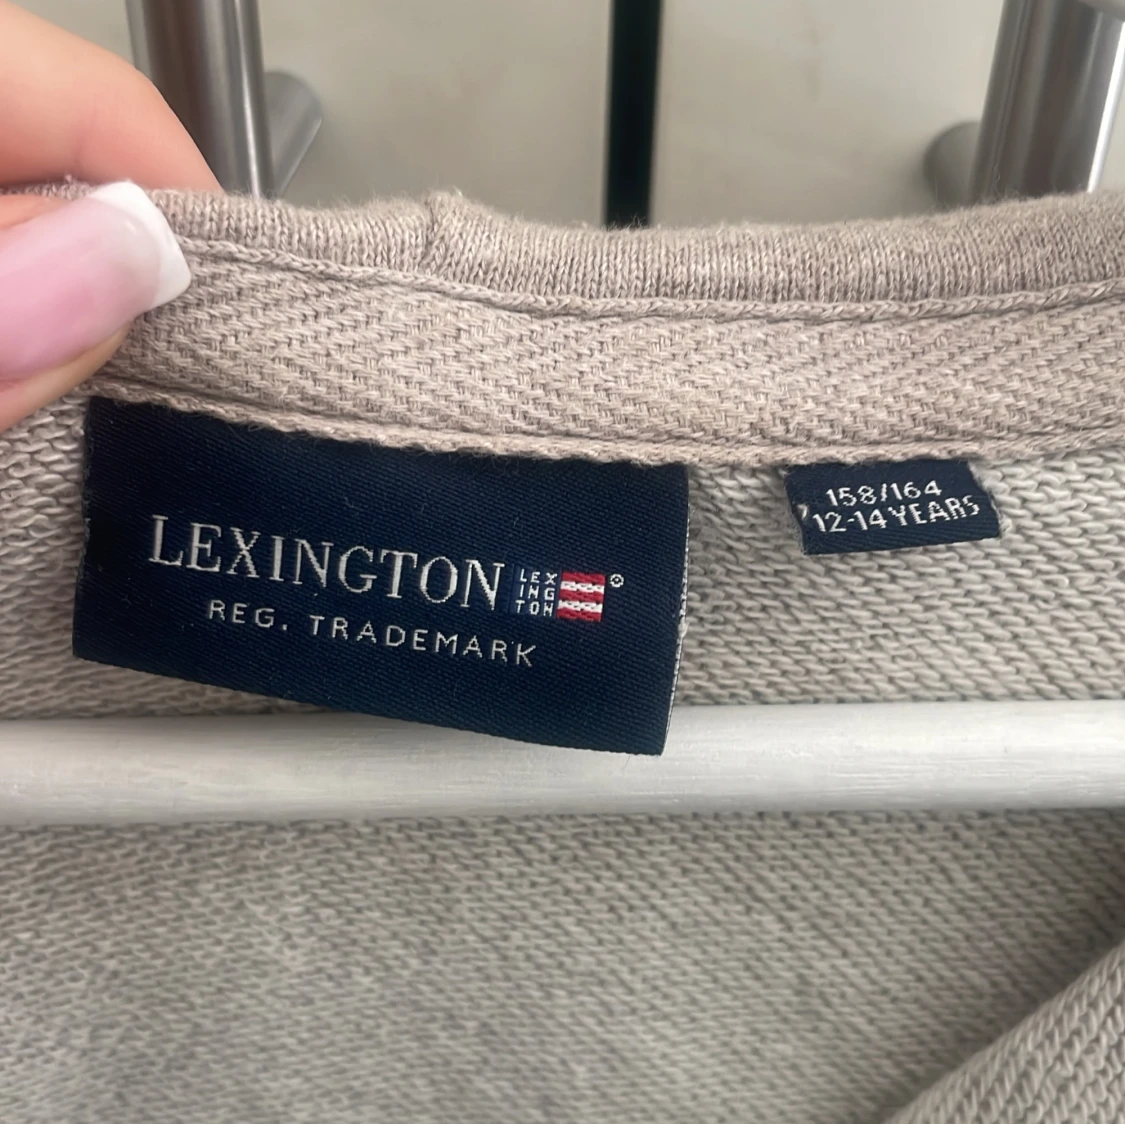 LEXINGTON
LEX
ING
TON
REG. TRADEMARK
158/164
12-14 YEARS